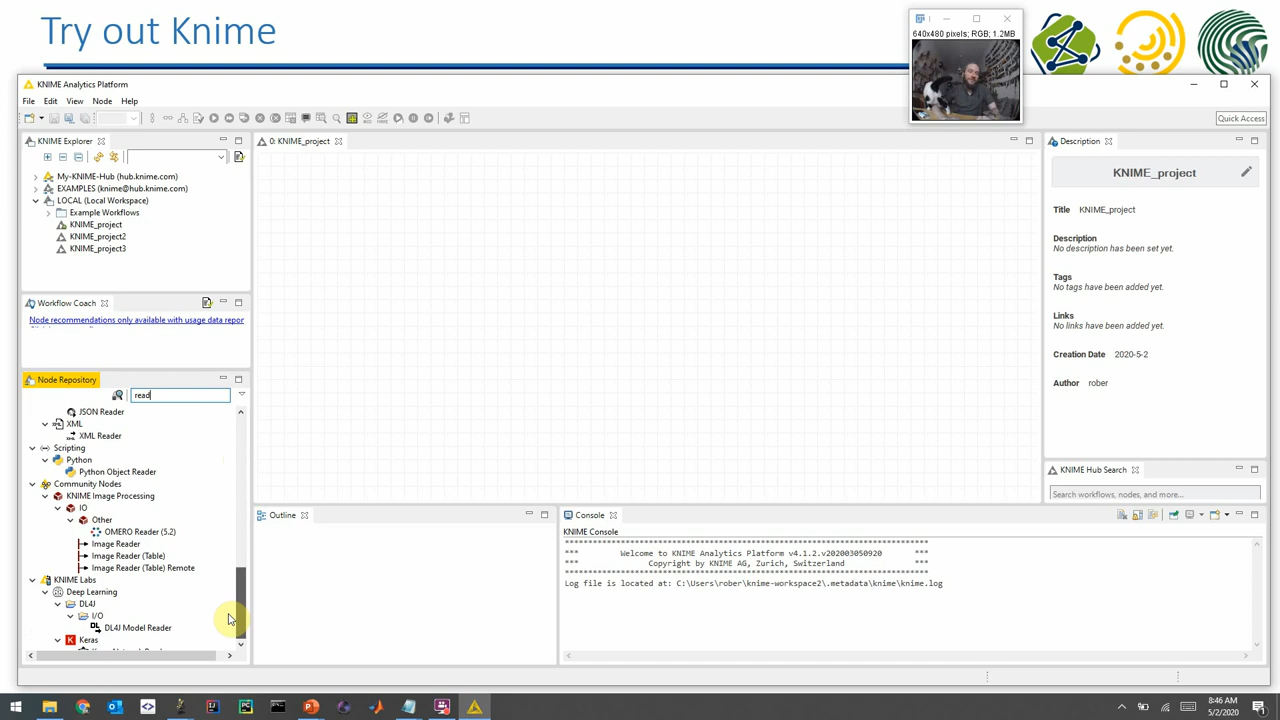 Try out Knime
640x480 pixels; RGB; 1.2MB
KNIME Analytics Platform
File Edit View Node Help
Quick Access
KNIME Explorer
0: KNIME_project
Description
My-KNIME-Hub (hub.knime.com)
EXAMPLES (knime@hub.knime.com)
LOCAL (Local Workspace)
Example Workflows
KNIME_project
KNIME_project2
KNIME_project3
KNIME_project
Title KNIME_project
Description
No description has been set yet.
Tags
No tags have been added yet.
Links
No links have been added yet.
Creation Date 2020-5-2
Author rober
Workflow Coach
Node recommendations only available with usage data repor
Node Repository
read
JSON Reader
XML
XML Reader
Scripting
Python
Python Object Reader
Community Nodes
KNIME Image Processing
IO
Other
OMERO Reader (5.2)
Image Reader
Image Reader (Table)
Image Reader (Table) Remote
KNIME Labs
Deep Learning
DL4J
I/O
DL4J Model Reader
Keras
KNIME Hub Search
Search workflows, nodes, and more...
Outline
Console
KNIME Console
***************************************************************************
*** Welcome to KNIME Analytics Platform v4.1.2.v202003050920 ***
*** Copyright by KNIME AG, Zurich, Switzerland ***
***************************************************************************
Log file is located at: C:\Users\rober\knime-workspace2\.metadata\knime\knime.log
8:46 AM
5/2/2020